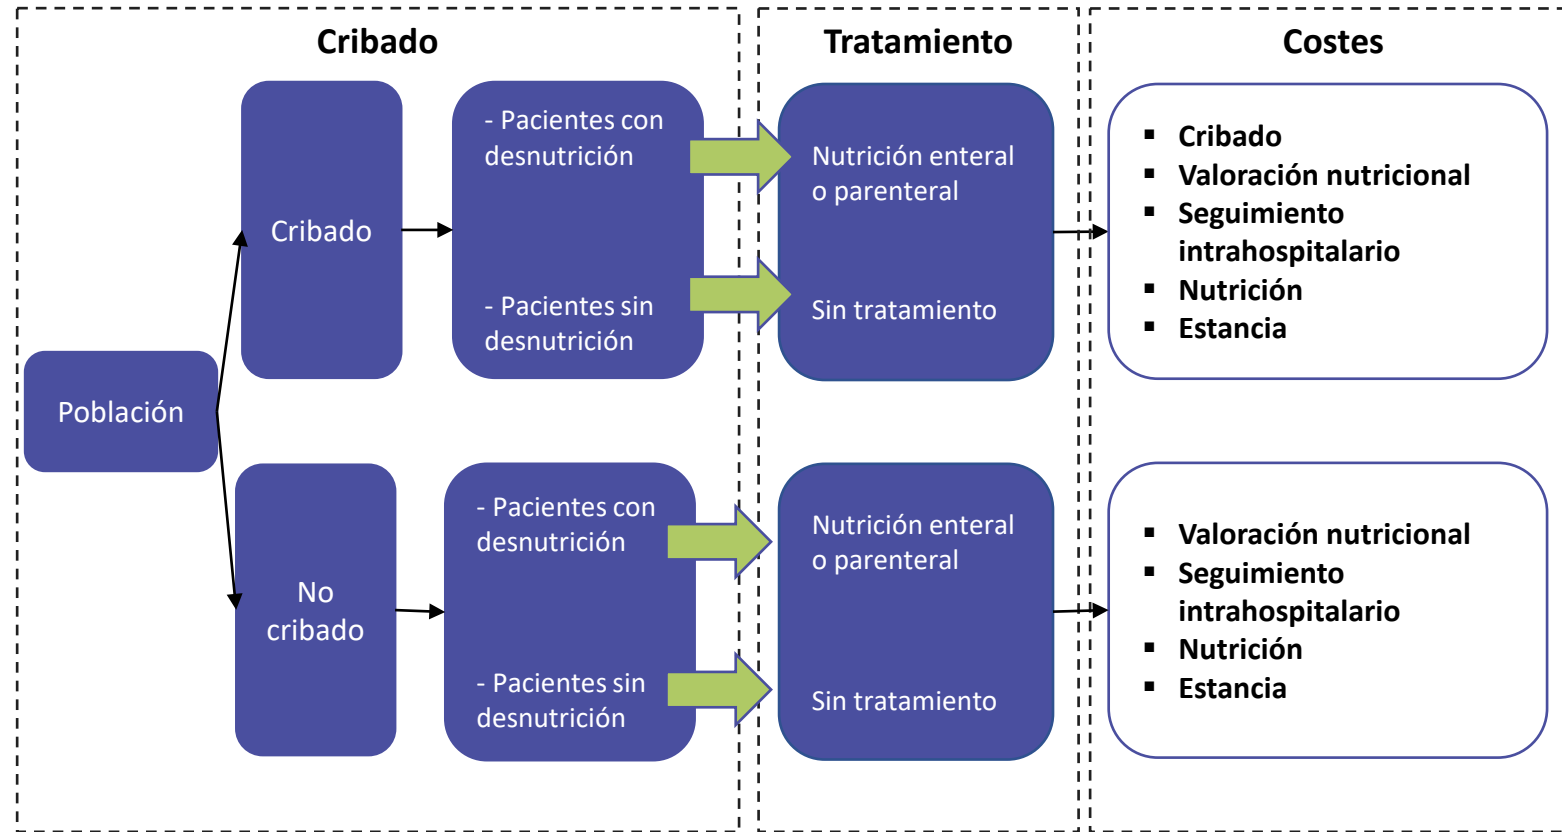 Cribado
Tratamiento
Costes
Población
Cribado
- Pacientes con
desnutrición
- Pacientes sin
desnutrición
Nutrición enteral
o parenteral
Sin tratamiento
▪ Cribado
▪ Valoración nutricional
▪ Seguimiento
intrahospitalario
▪ Nutrición
▪ Estancia
No
cribado
- Pacientes con
desnutrición
- Pacientes sin
desnutrición
Nutrición enteral
o parenteral
Sin tratamiento
▪ Valoración nutricional
▪ Seguimiento
intrahospitalario
▪ Nutrición
▪ Estancia